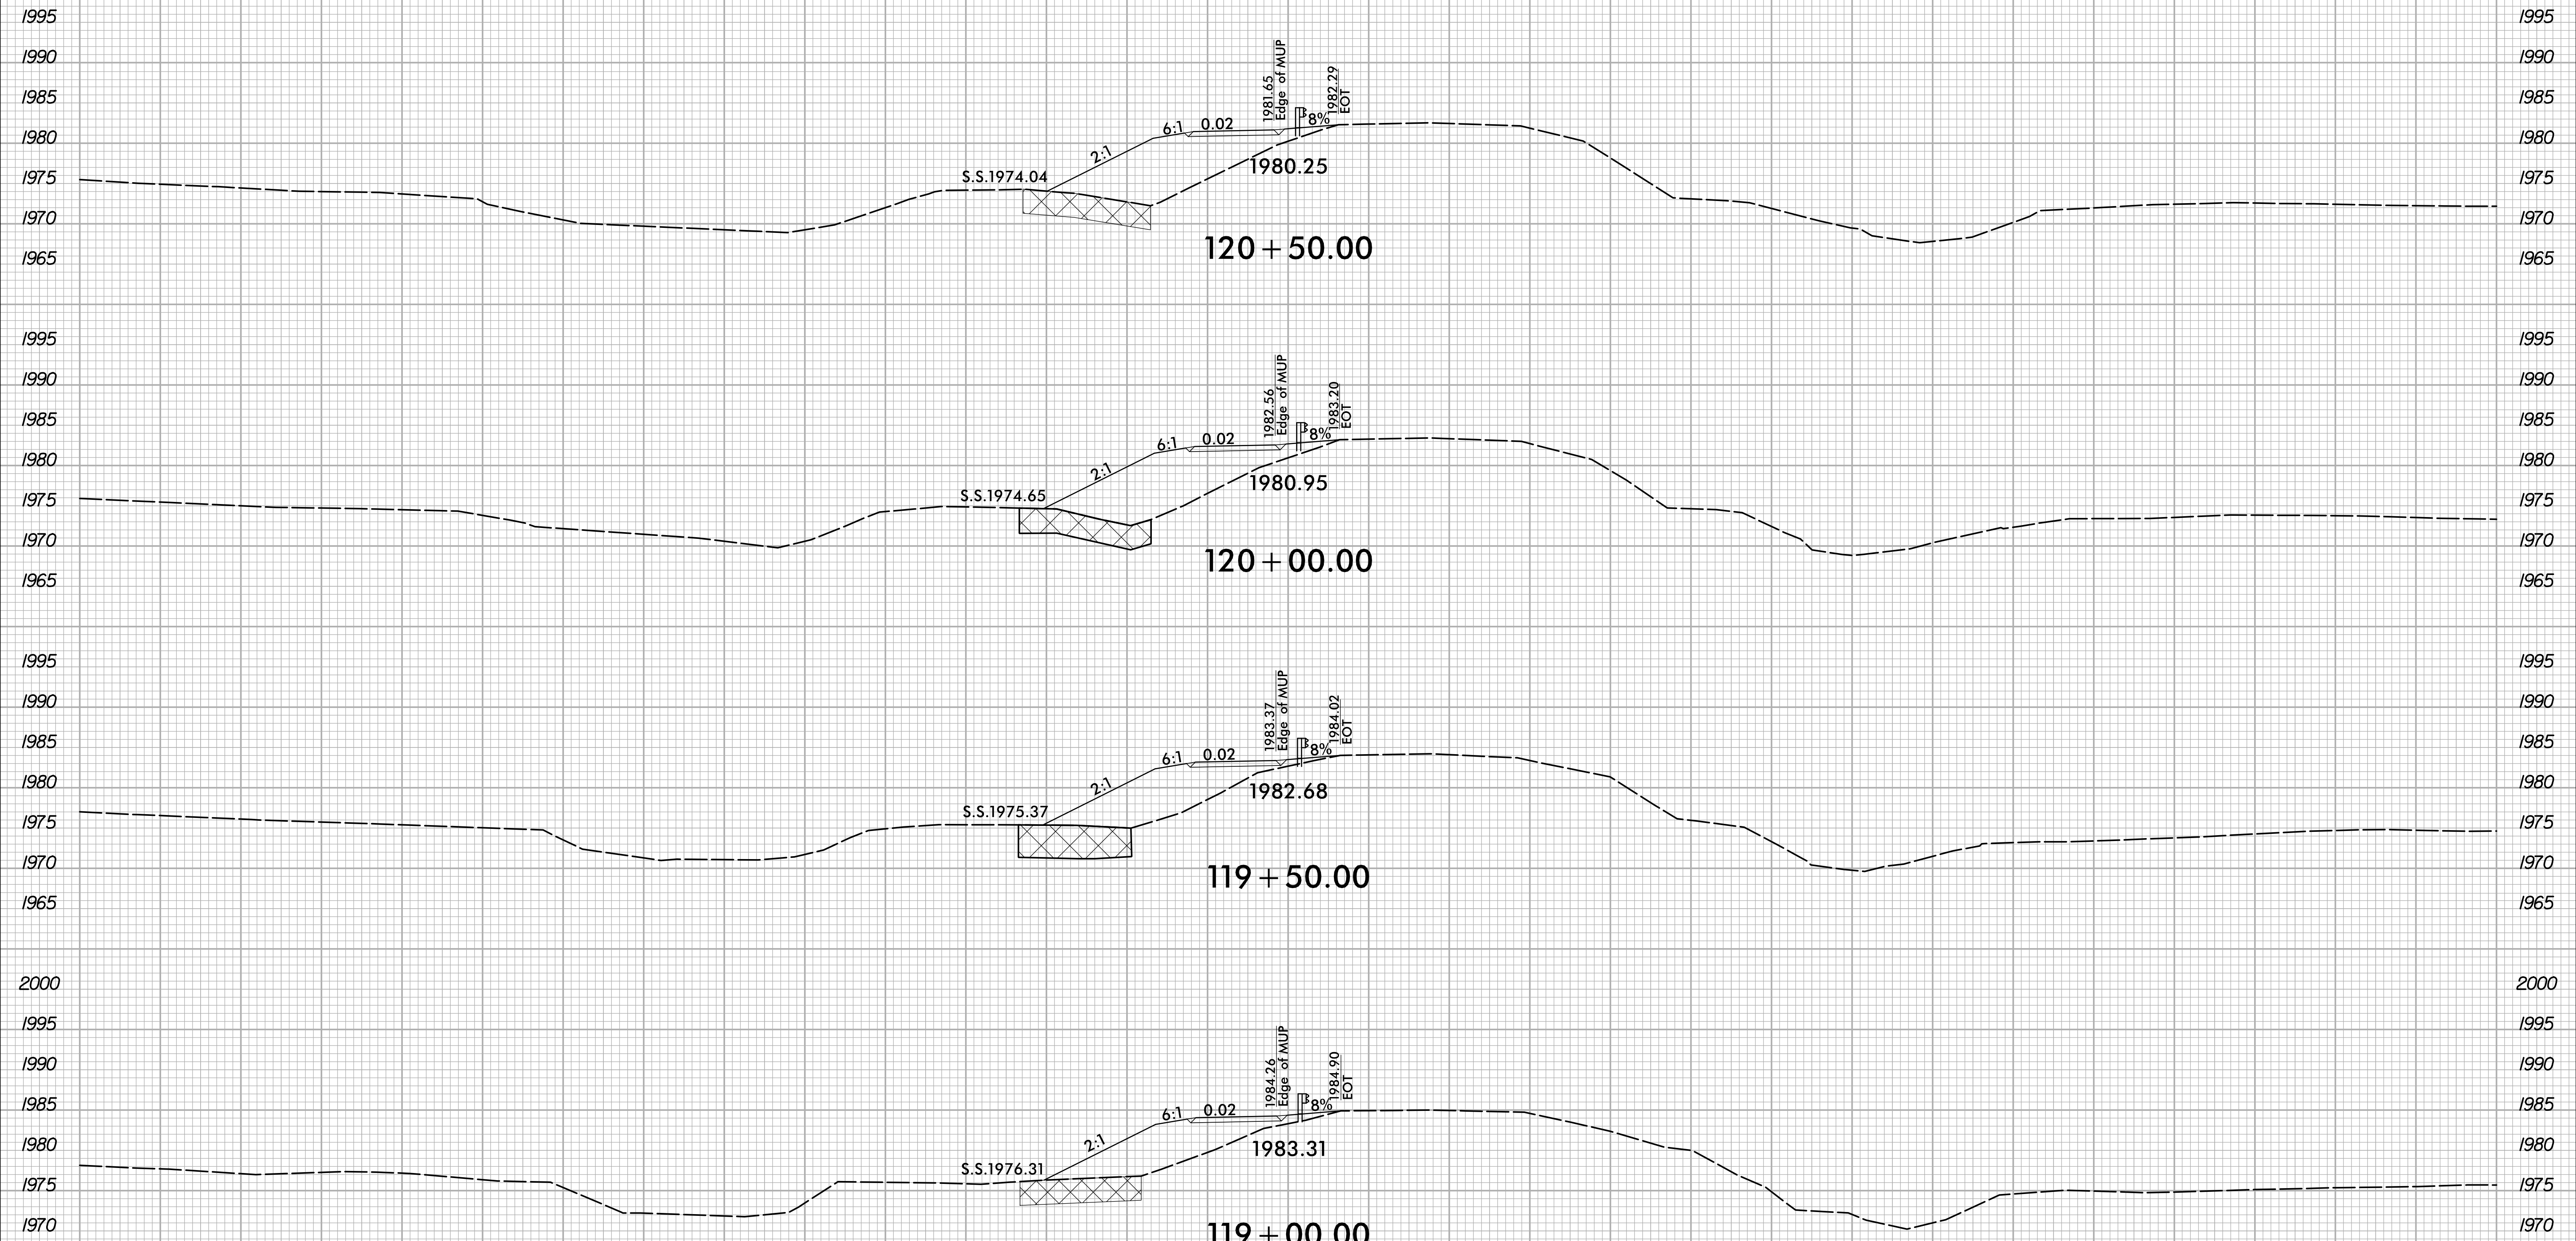 1995 1995
1990 1990
1985 1981.65 Edge of MUP 1982.29 EOT 1985
1980 6:1 0.02 8% 1980
2:1 1980.25
1975 S.S.1974.04 1975
1970 1970
120+50.00
1965 1965
1995 1995
1990 1990
1985 1982.56 Edge of MUP 1983.20 EOT 1985
6:1 0.02 8%
1980 2:1 1980
1980.95
1975 S.S.1974.65 1975
1970 1970
120+00.00
1965 1965
1995 1995
1990 1990
1985 1983.37 Edge of MUP 1984.02 EOT 1985
6:1 0.02 8%
1980 2:1 1982.68 1980
1975 S.S.1975.37 1975
1970 1970
119+50.00
1965 1965
2000 2000
1995 1995
1990 1990
1984.26 Edge of MUP 1984.90 EOT
1985 6:1 0.02 8% 1985
1980 2:1 1983.31 1980
S.S.1976.31
1975 1975
1970 1970
119+00.00